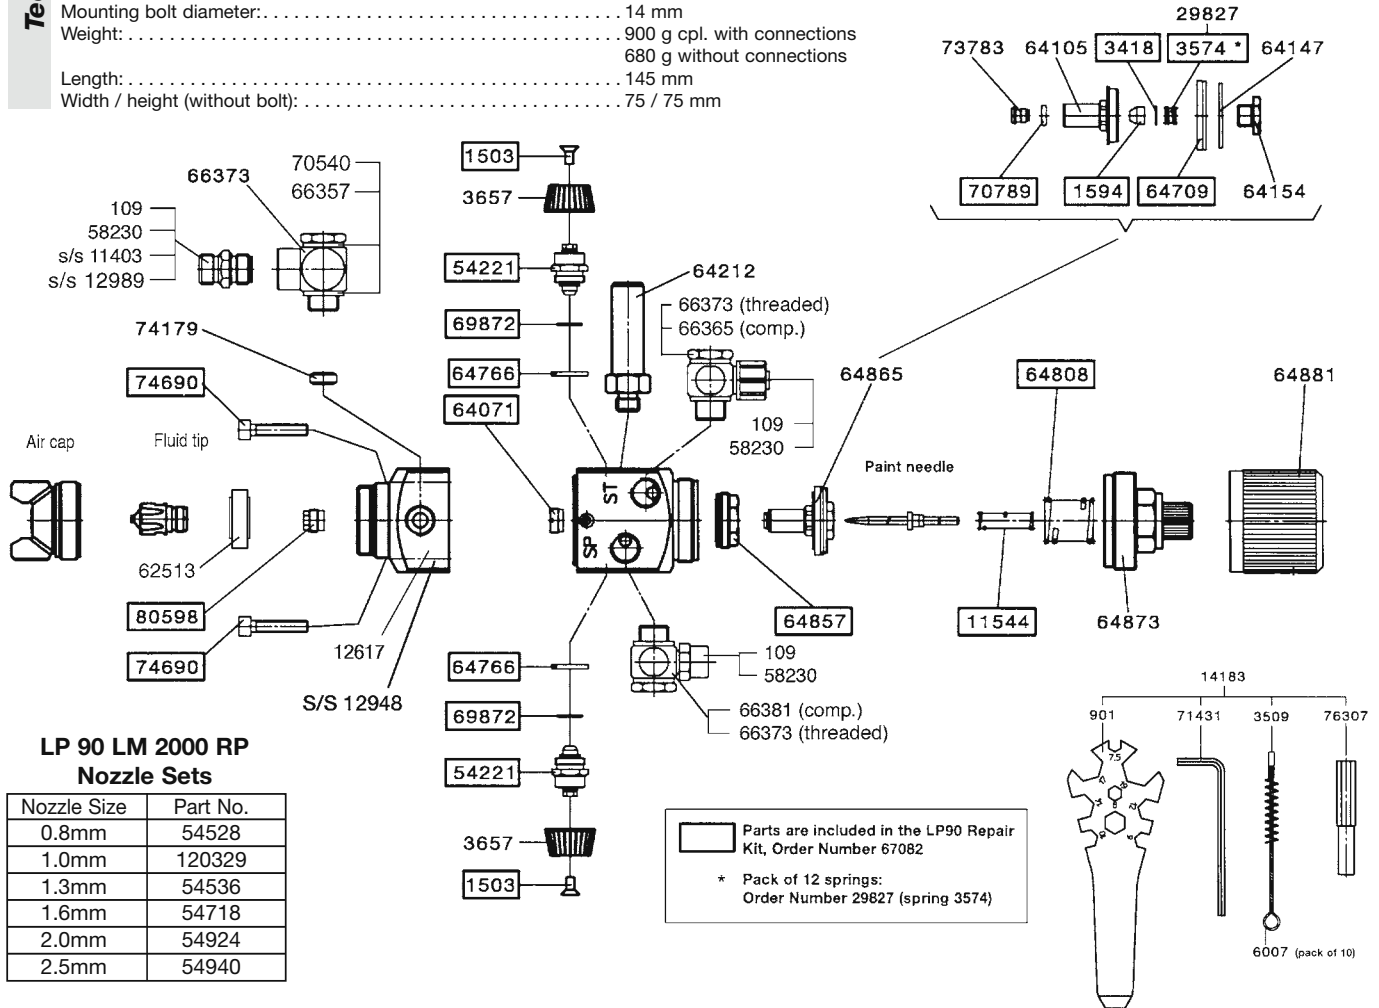 Te
Mounting bolt diameter: 14 mm
Weight: 900 g cpl. with connections
680 g without connections
Length: 145 mm
Width / height (without bolt): 75 / 75 mm
29827
73783 64105 3418 3574 * 64147
70789 1594 64709 64154
66373
70540
66357
109
58230
s/s 11403
s/s 12989
74179
74690
Air cap
Fluid tip
62513
80598
74690
12617
S/S 12948
1503
3657
54221
69872
64766
64071
64212
66373 (threaded)
66365 (comp.)
109
58230
ST
SP
64865
Paint needle
64808
64881
64857
11544
64873
64766
69872
54221
3657
1503
109
58230
66381 (comp.)
66373 (threaded)
LP 90 LM 2000 RP
Nozzle Sets
Nozzle Size Part No.
0.8mm 54528
1.0mm 120329
1.3mm 54536
1.6mm 54718
2.0mm 54924
2.5mm 54940
Parts are included in the LP90 Repair
Kit, Order Number 67082
* Pack of 12 springs:
Order Number 29827 (spring 3574)
14183
901 71431 3509 76307
7.5
6007 (pack of 10)